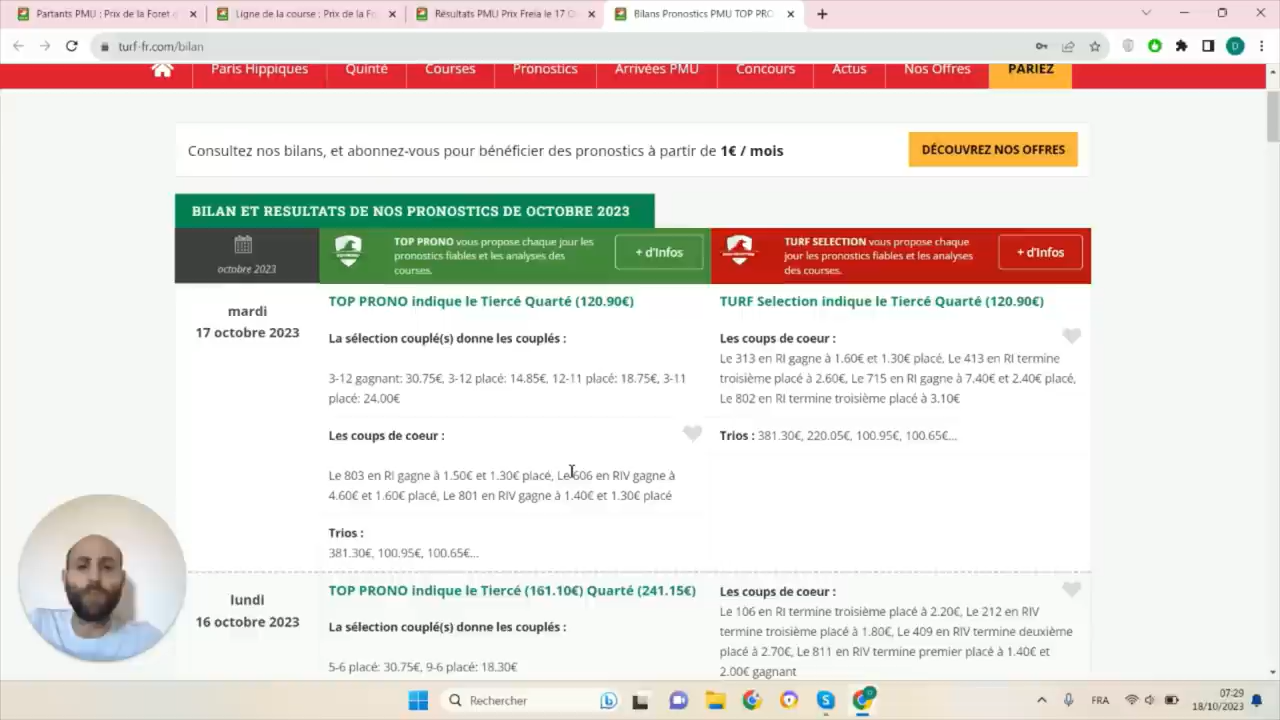 Partants PMU : Prix de la Foret
Ligne de la course : Prix de la Fo
Résultats PMU Prix Freia le 17 O
Bilans Pronostics PMU TOP PRO
turf-fr.com/bilan
D
Paris Hippiques Quinté Courses Pronostics Arrivées PMU Concours Actus Nos Offres PARIEZ
Consultez nos bilans, et abonnez-vous pour bénéficier des pronostics à partir de 1€ / mois
DÉCOUVREZ NOS OFFRES
BILAN ET RESULTATS DE NOS PRONOSTICS DE OCTOBRE 2023
octobre 2023
TOP PRONO vous propose chaque jour les
pronostics fiables et les analyses des
courses.
+ d'Infos
TURF SELECTION vous propose chaque
jour les pronostics fiables et les analyses
des courses.
+ d'Infos
mardi
17 octobre 2023
TOP PRONO indique le Tiercé Quarté (120.90€)
La sélection couplé(s) donne les couplés :
3-12 gagnant: 30.75€, 3-12 placé: 14.85€, 12-11 placé: 18.75€, 3-11
placé: 24.00€
Les coups de coeur :
Le 803 en RI gagne à 1.50€ et 1.30€ placé, Le 606 en RIV gagne à
4.60€ et 1.60€ placé, Le 801 en RIV gagne à 1.40€ et 1.30€ placé
Trios :
381.30€, 100.95€, 100.65€...
TURF Selection indique le Tiercé Quarté (120.90€)
Les coups de coeur :
Le 313 en RI gagne à 1.60€ et 1.30€ placé, Le 413 en RI termine
troisième placé à 2.60€, Le 715 en RI gagne à 7.40€ et 2.40€ placé,
Le 802 en RI termine troisième placé à 3.10€
Trios : 381.30€, 220.05€, 100.95€, 100.65€...
lundi
16 octobre 2023
TOP PRONO indique le Tiercé (161.10€) Quarté (241.15€)
La sélection couplé(s) donne les couplés :
5-6 placé: 30.75€, 9-6 placé: 18.30€
Les coups de coeur :
Le 106 en RI termine troisième placé à 2.20€, Le 212 en RIV
termine troisième placé à 1.80€, Le 409 en RIV termine deuxième
placé à 2.70€, Le 811 en RIV termine premier placé à 1.40€ et
2.00€ gagnant
Rechercher
FRA
07:29
18/10/2023